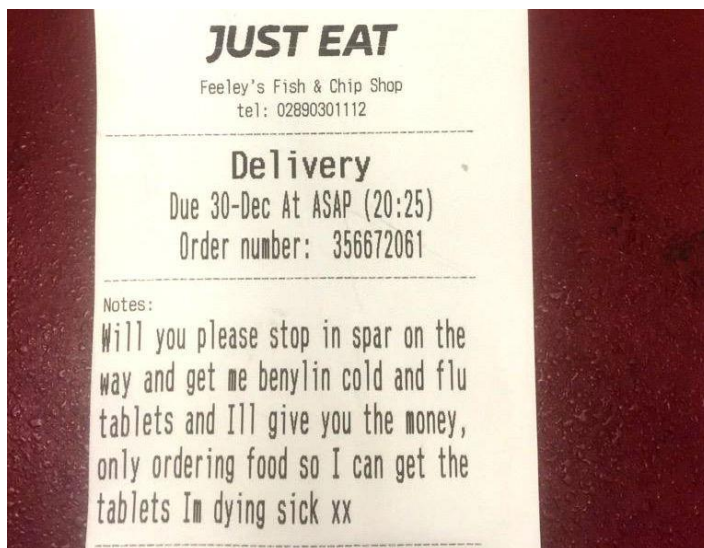 JUST EAT
Feeley's Fish & Chip Shop
tel: 02890301112
Delivery
Due 30-Dec At ASAP (20:25)
Order number: 356672061
Notes:
Will you please stop in spar on the
way and get me benylin cold and flu
tablets and Ill give you the money,
only ordering food so I can get the
tablets Im dying sick xx